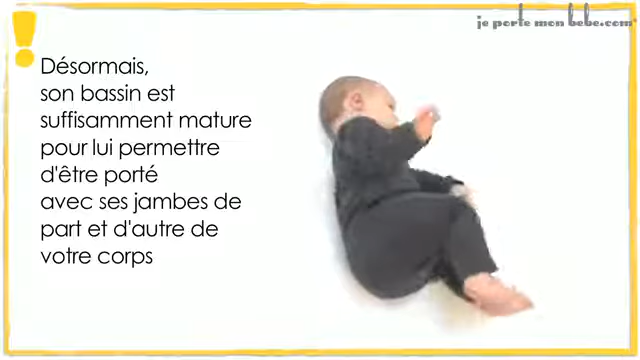 je porte mon bebe.com
!
Désormais,
son bassin est
suffisamment mature
pour lui permettre
d'être porté
avec ses jambes de
part et d'autre de
votre corps